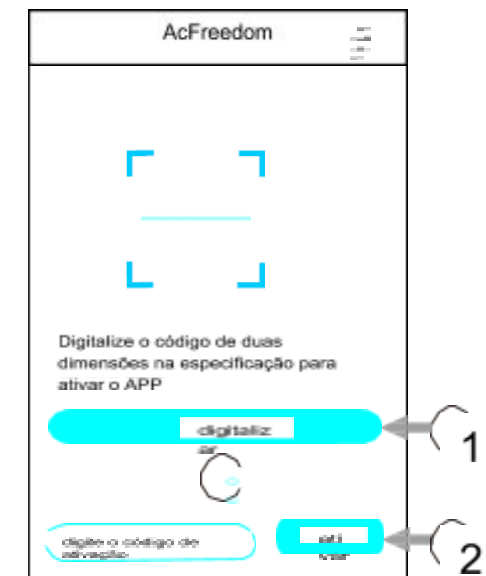 AcFreedom
Digitalize o código de duas
dimensões na especificação para
ativar o APP
digitaliz
ar
1
digite o código de
ativação
ati
var
2